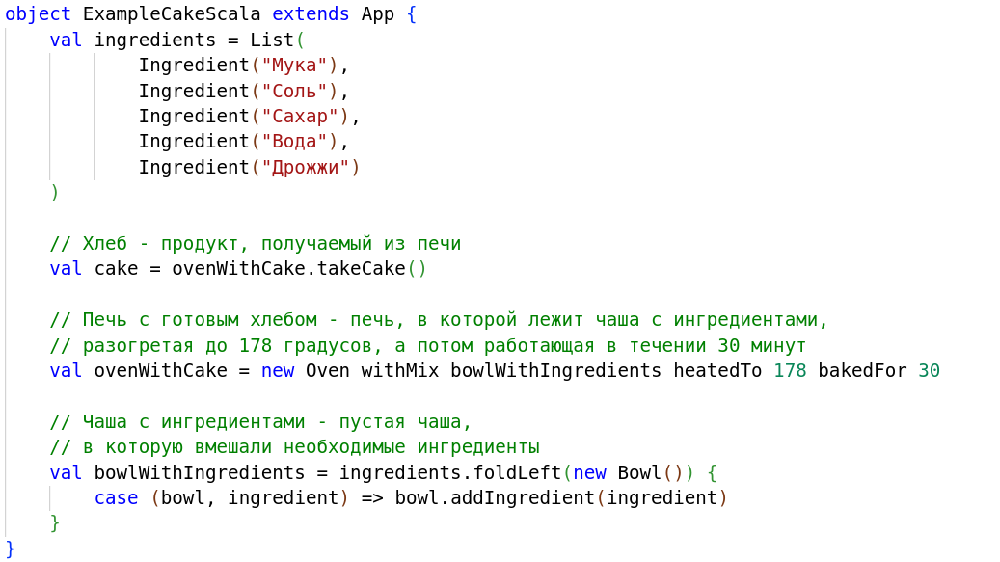 object ExampleCakeScala extends App {
    val ingredients = List(
            Ingredient("Мука"),
            Ingredient("Соль"),
            Ingredient("Сахар"),
            Ingredient("Вода"),
            Ingredient("Дрожжи")
    )

    // Хлеб - продукт, получаемый из печи
    val cake = ovenWithCake.takeCake()

    // Печь с готовым хлебом - печь, в которой лежит чаша с ингредиентами,
    // разогретая до 178 градусов, а потом работающая в течении 30 минут
    val ovenWithCake = new Oven withMix bowlWithIngredients heatedTo 178 bakedFor 30

    // Чаша с ингредиентами - пустая чаша,
    // в которую вмешали необходимые ингредиенты
    val bowlWithIngredients = ingredients.foldLeft(new Bowl()) {
        case (bowl, ingredient) => bowl.addIngredient(ingredient)
    }
}